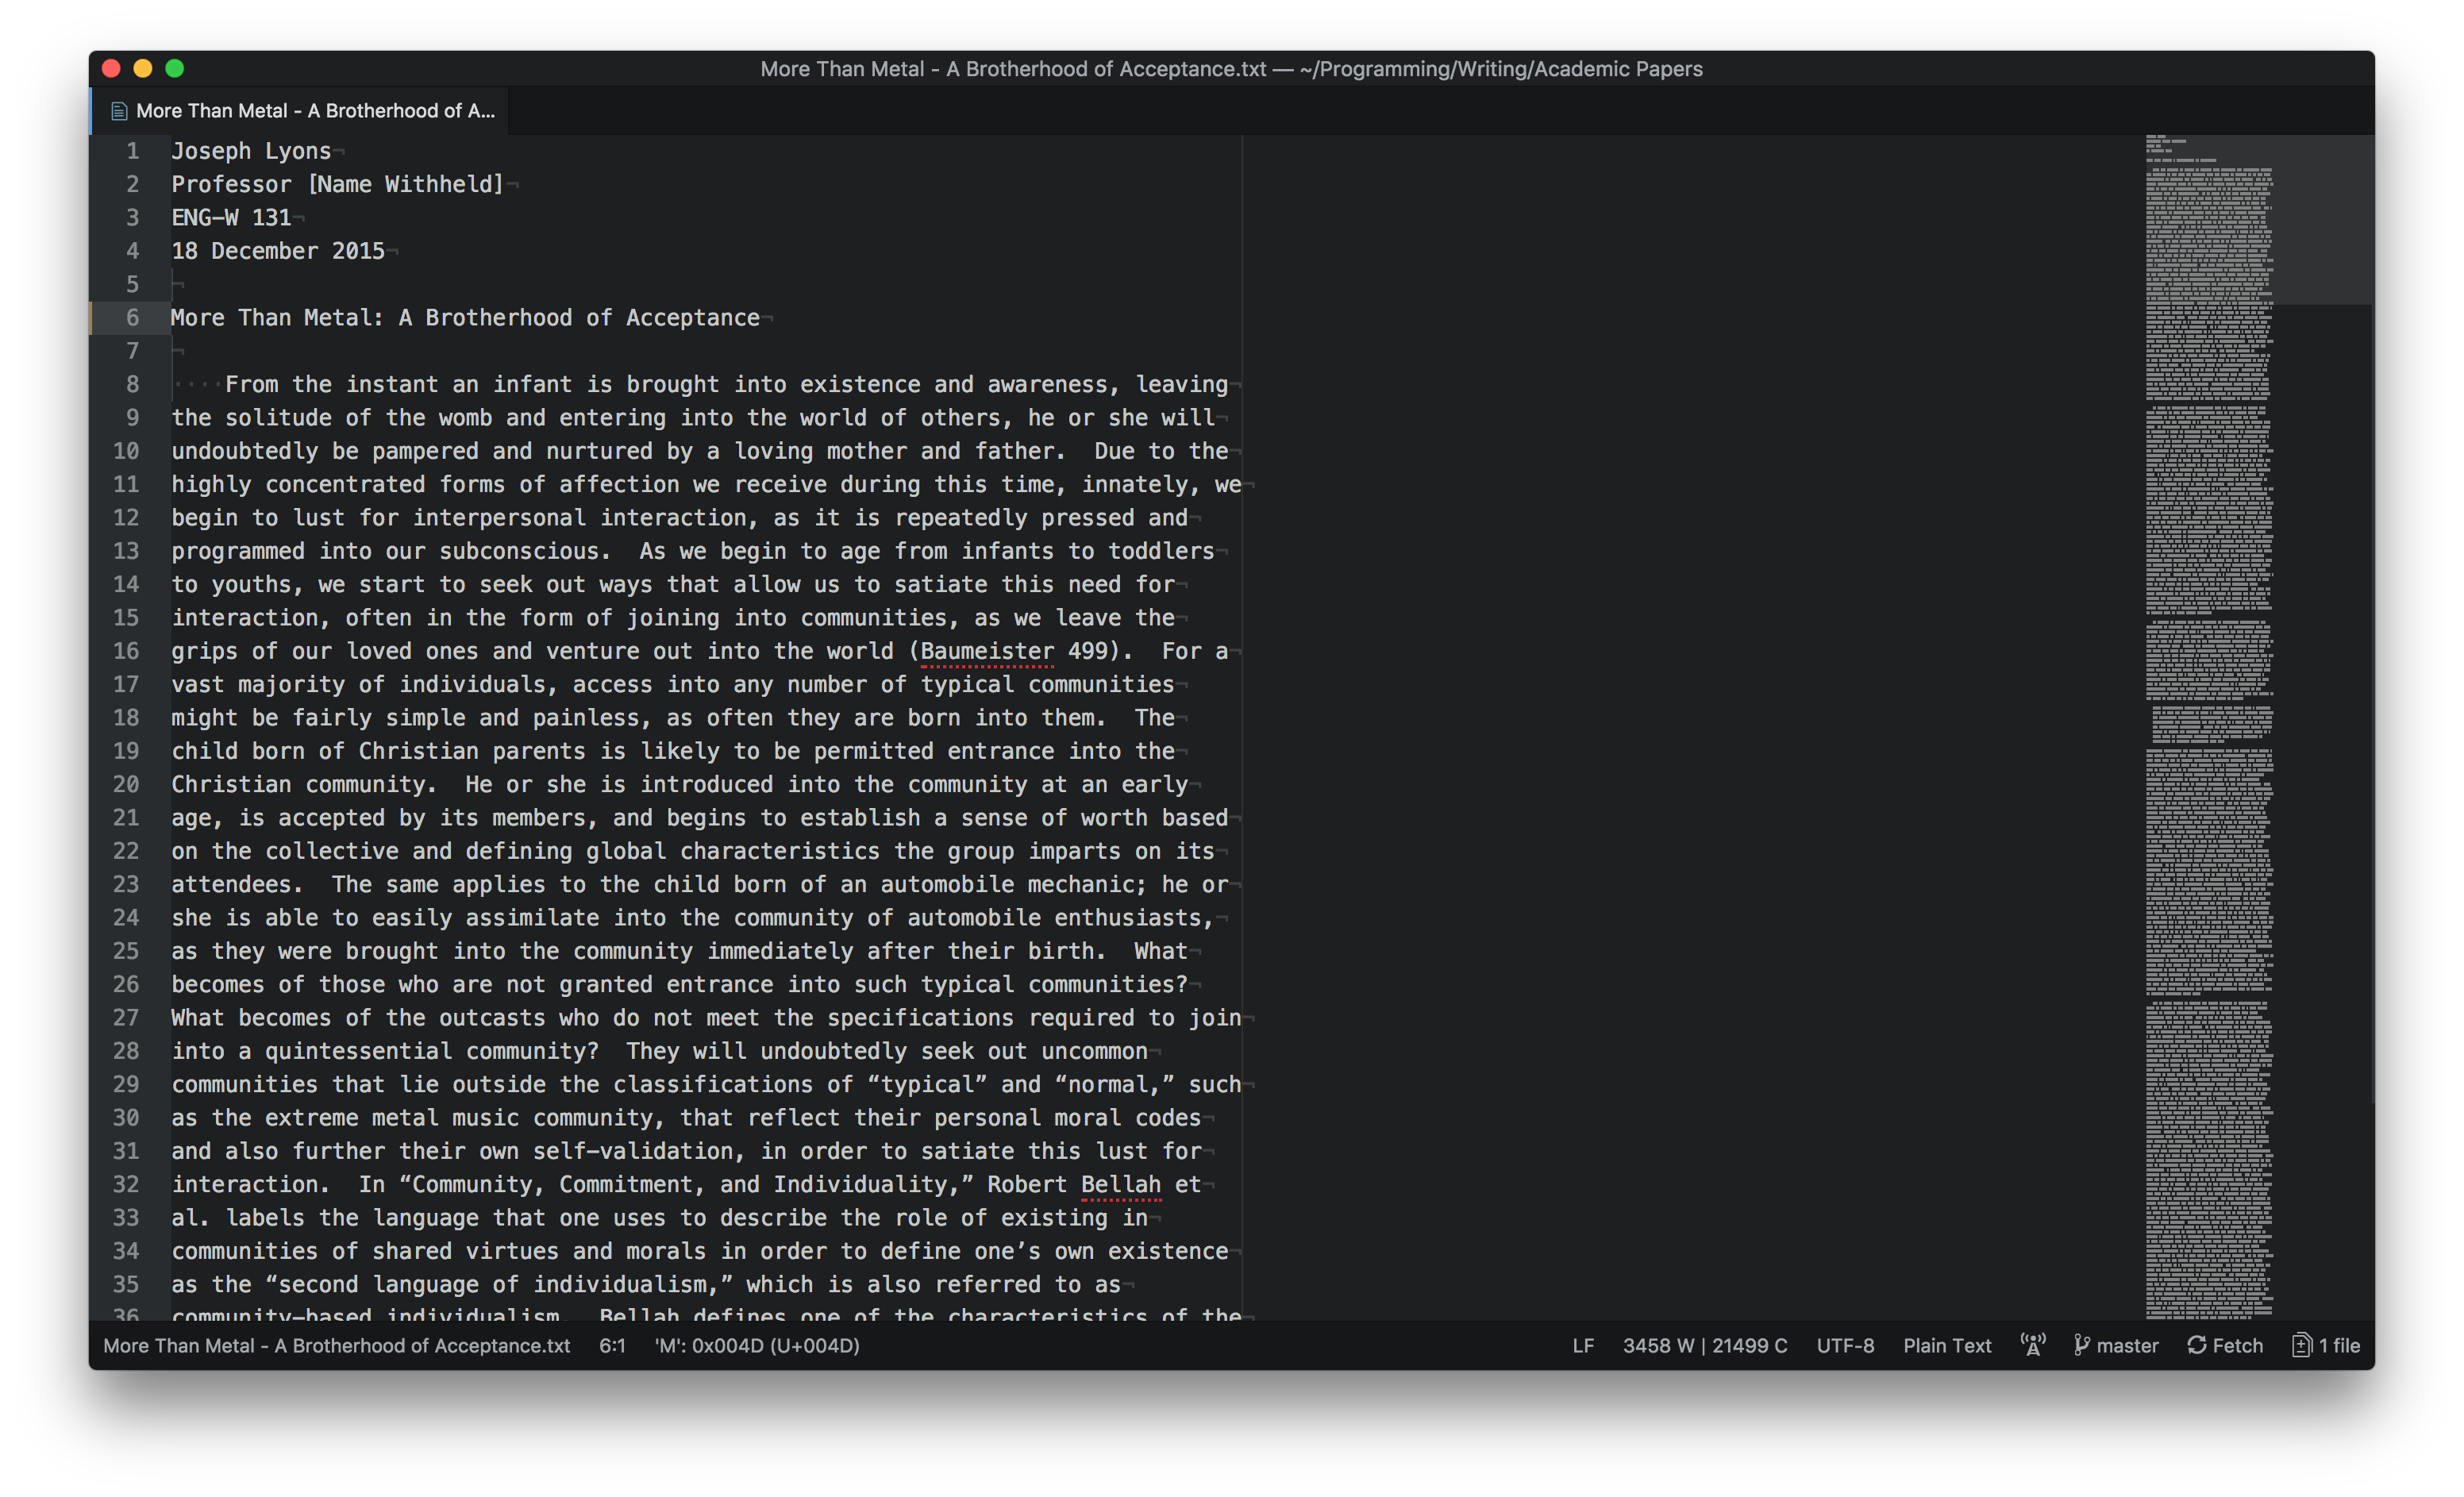 More Than Metal - A Brotherhood of Acceptance.txt — ~/Programming/Writing/Academic Papers
More Than Metal - A Brotherhood of A...
1 Joseph Lyons¬
2 Professor [Name Withheld]¬
3 ENG-W 131¬
4 18 December 2015¬
5 ¬
6 More Than Metal: A Brotherhood of Acceptance¬
7 ¬
8 ····From the instant an infant is brought into existence and awareness, leaving¬
9 the solitude of the womb and entering into the world of others, he or she will¬
10 undoubtedly be pampered and nurtured by a loving mother and father.  Due to the¬
11 highly concentrated forms of affection we receive during this time, innately, we¬
12 begin to lust for interpersonal interaction, as it is repeatedly pressed and¬
13 programmed into our subconscious.  As we begin to age from infants to toddlers¬
14 to youths, we start to seek out ways that allow us to satiate this need for¬
15 interaction, often in the form of joining into communities, as we leave the¬
16 grips of our loved ones and venture out into the world (Baumeister 499).  For a¬
17 vast majority of individuals, access into any number of typical communities¬
18 might be fairly simple and painless, as often they are born into them.  The¬
19 child born of Christian parents is likely to be permitted entrance into the¬
20 Christian community.  He or she is introduced into the community at an early¬
21 age, is accepted by its members, and begins to establish a sense of worth based¬
22 on the collective and defining global characteristics the group imparts on its¬
23 attendees.  The same applies to the child born of an automobile mechanic; he or¬
24 she is able to easily assimilate into the community of automobile enthusiasts,¬
25 as they were brought into the community immediately after their birth.  What¬
26 becomes of those who are not granted entrance into such typical communities?¬
27 What becomes of the outcasts who do not meet the specifications required to join¬
28 into a quintessential community?  They will undoubtedly seek out uncommon¬
29 communities that lie outside the classifications of “typical” and “normal,” such¬
30 as the extreme metal music community, that reflect their personal moral codes¬
31 and also further their own self-validation, in order to satiate this lust for¬
32 interaction.  In “Community, Commitment, and Individuality,” Robert Bellah et¬
33 al. labels the language that one uses to describe the role of existing in¬
34 communities of shared virtues and morals in order to define one’s own existence¬
35 as the “second language of individualism,” which is also referred to as¬
36 community-based individualism.  Bellah defines one of the characteristics of the¬
More Than Metal - A Brotherhood of Acceptance.txt 6:1 'M': 0x004D (U+004D) LF 3458 W | 21499 C UTF-8 Plain Text master Fetch 1 file